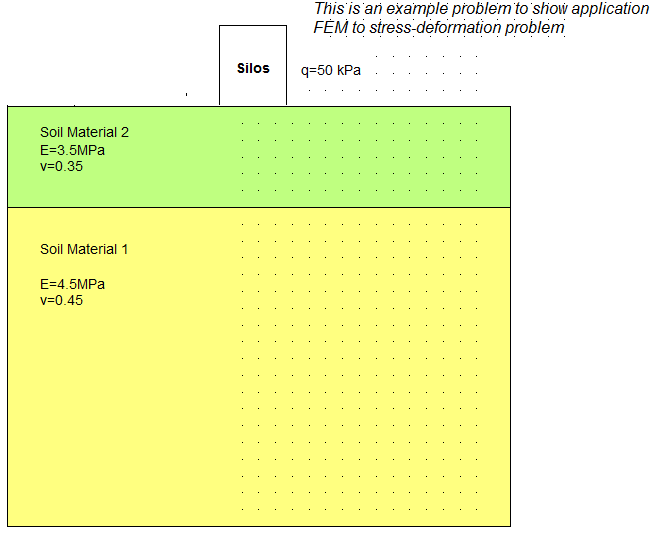 This is an example problem to show application
FEM to stress-deformation problem
Silos
q=50 kPa
Soil Material 2
E=3.5MPa
v=0.35
Soil Material 1
E=4.5MPa
v=0.45